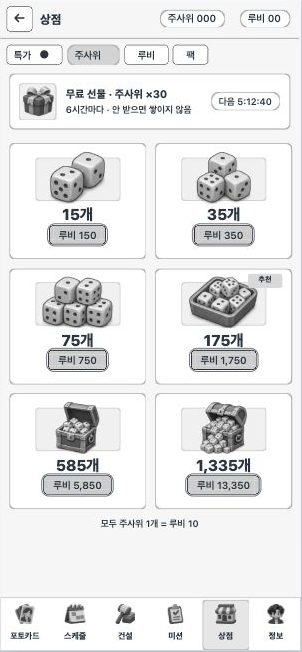 ← 상점
주사위 000
루비 00
특가
주사위
루비
팩
무료 선물 · 주사위 ×30
6시간마다 · 안 받으면 쌓이지 않음
다음 5:12:40
15개
루비 150
35개
루비 350
75개
루비 750
추천
175개
루비 1,750
585개
루비 5,850
1,335개
루비 13,350
모두 주사위 1개 = 루비 10
포토카드
스케줄
건설
미션
상점
정보